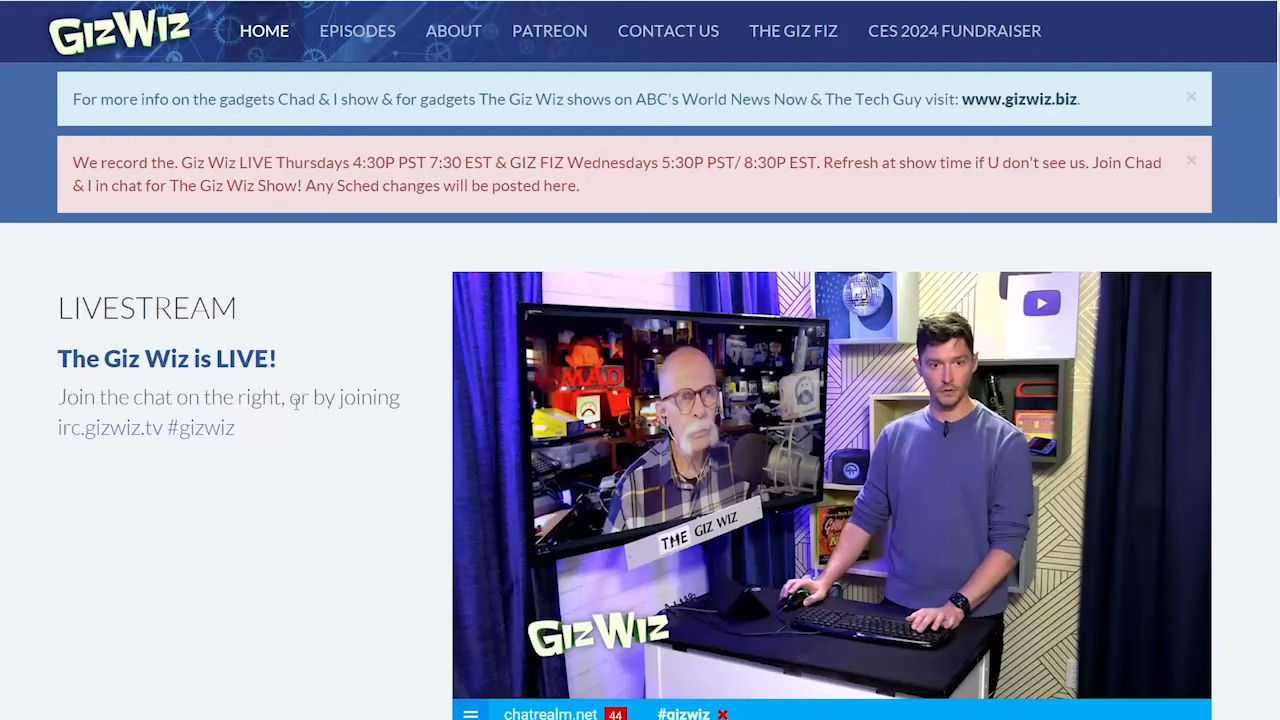 GizWiz
HOME EPISODES ABOUT PATREON CONTACT US THE GIZ FIZ CES 2024 FUNDRAISER
For more info on the gadgets Chad & I show & for gadgets The Giz Wiz shows on ABC's World News Now & The Tech Guy visit: www.gizwiz.biz.
We record the. Giz Wiz LIVE Thursdays 4:30P PST 7:30 EST & GIZ FIZ Wednesdays 5:30P PST/ 8:30P EST. Refresh at show time if U don't see us. Join Chad
& I in chat for The Giz Wiz Show! Any Sched changes will be posted here.
LIVESTREAM
The Giz Wiz is LIVE!
Join the chat on the right, or by joining
irc.gizwiz.tv #gizwiz
MAD
THE GIZ WIZ
GizWiz
chatrealm.net 44 #gizwiz